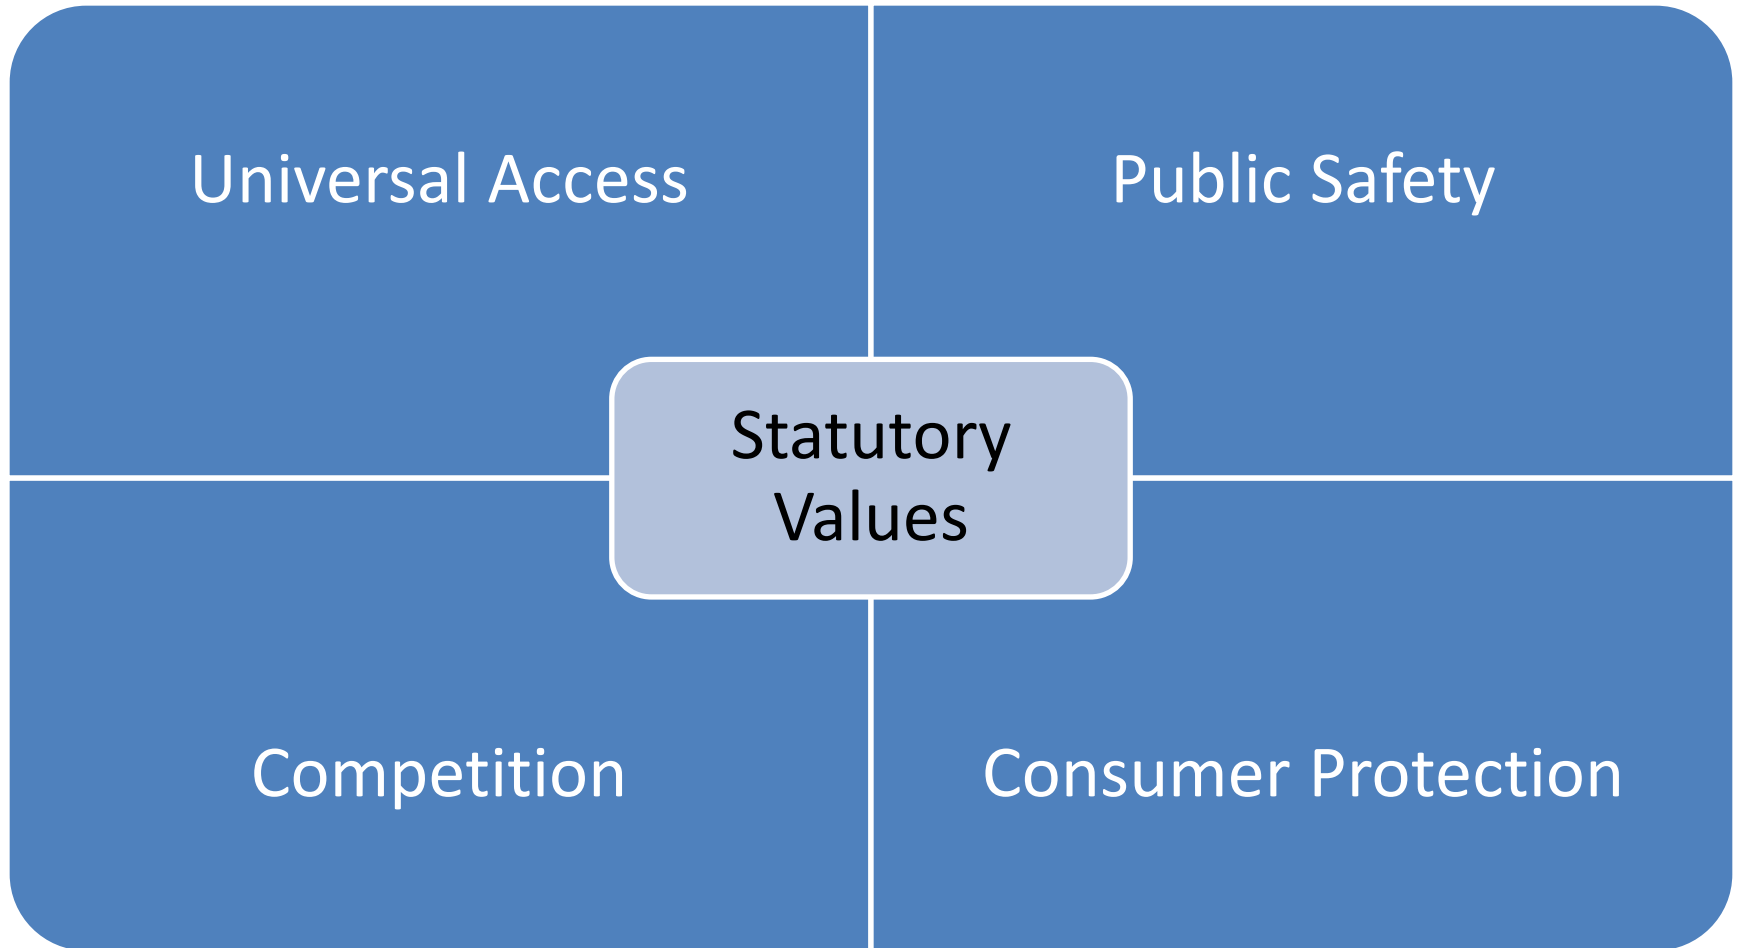 Universal Access
Public Safety
Statutory
Values
Competition
Consumer Protection